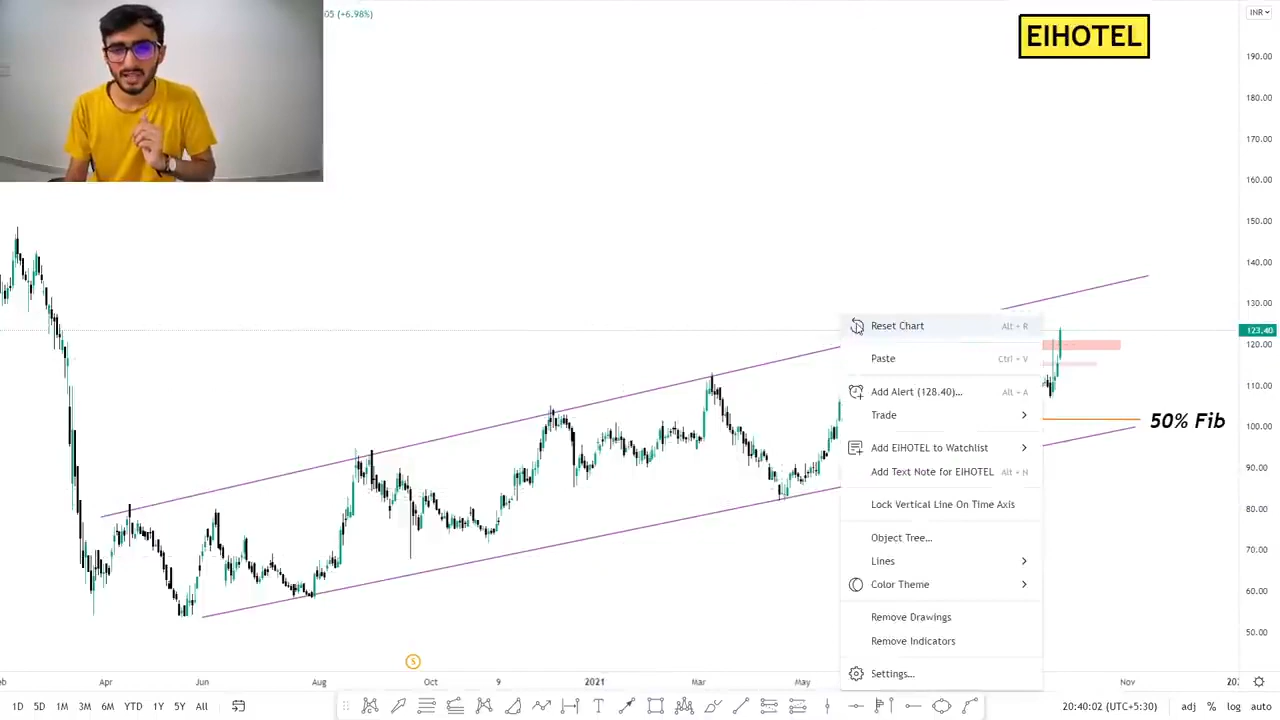 05 (+6.98%)
EIHOTEL
INR
190.00
180.00
170.00
160.00
150.00
140.00
130.00
123.40
120.00
110.00
100.00
90.00
80.00
70.00
60.00
50.00
Reset Chart Alt + R
Paste Ctrl + V
Add Alert (128.40)... Alt + A
Trade
Add EIHOTEL to Watchlist
Add Text Note for EIHOTEL Alt + N
Lock Vertical Line On Time Axis
Object Tree...
Lines
Color Theme
Remove Drawings
Remove Indicators
Settings...
50% Fib
S
eb Apr Jun Aug Oct 9 2021 Mar May Nov 20
1D 5D 1M 3M 6M YTD 1Y 5Y All T 20:40:02 (UTC+5:30) adj % log auto